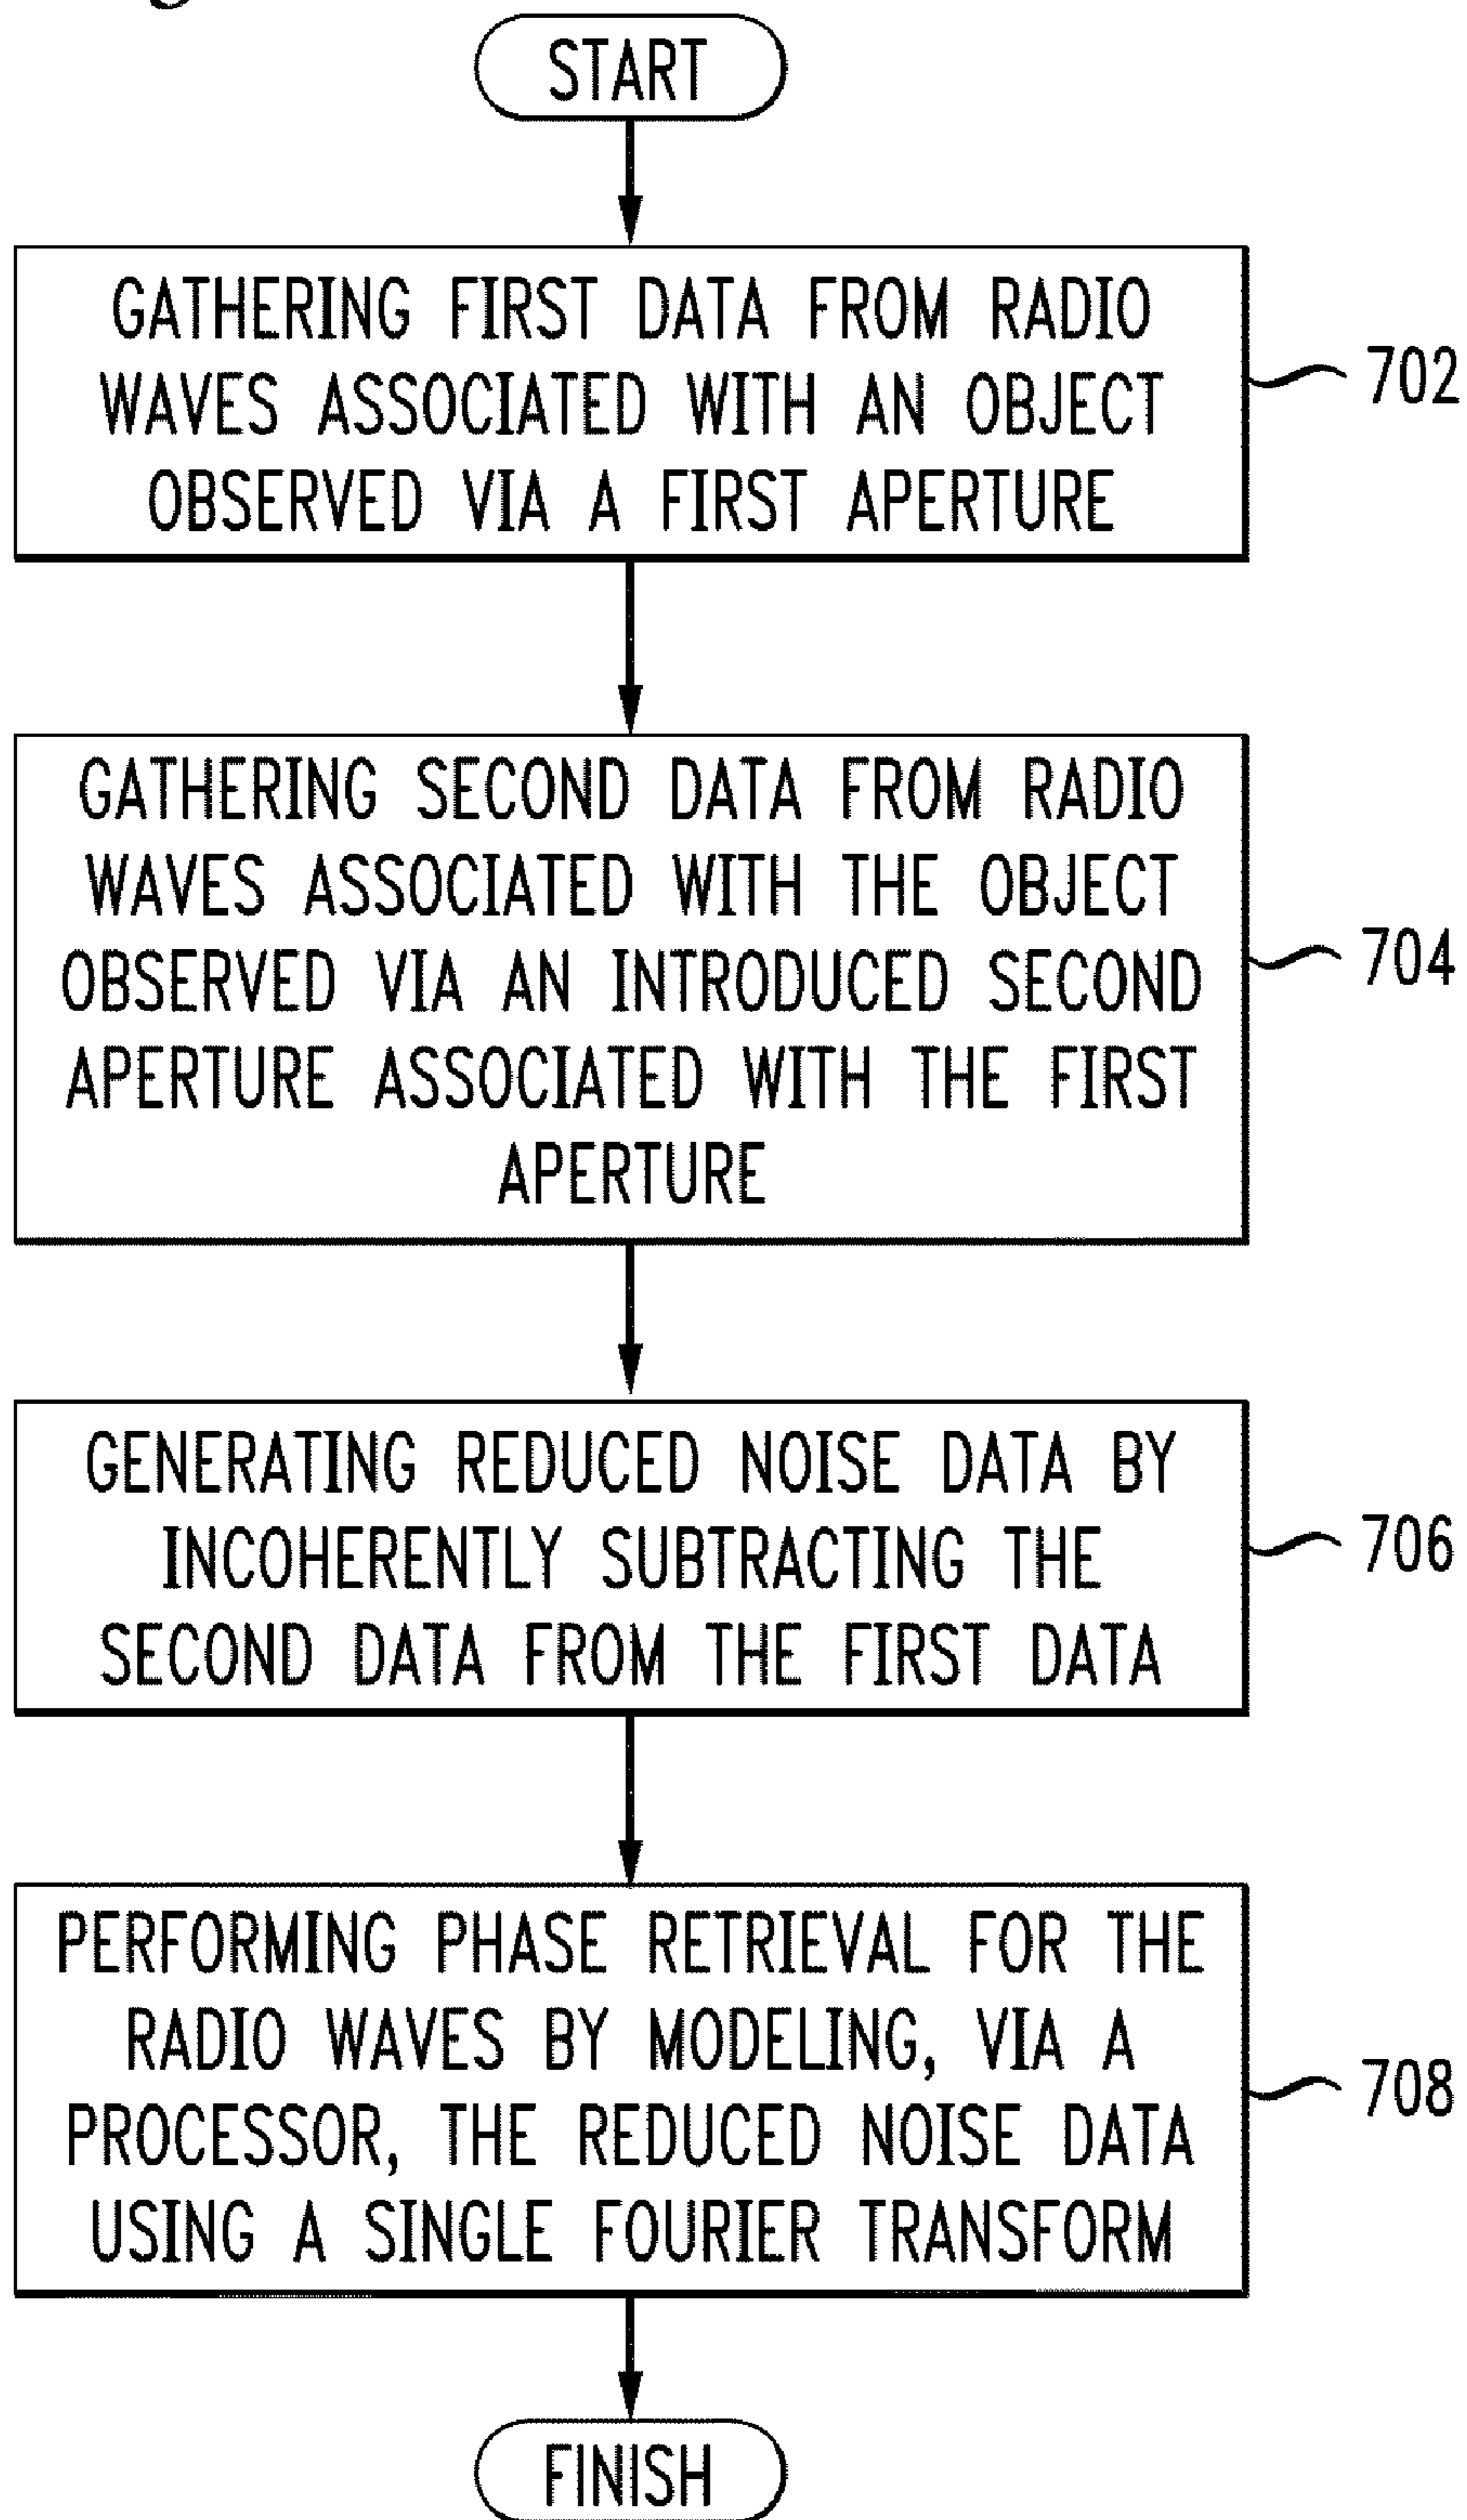 START
GATHERING FIRST DATA FROM RADIO
WAVES ASSOCIATED WITH AN OBJECT
OBSERVED VIA A FIRST APERTURE
702
GATHERING SECOND DATA FROM RADIO
WAVES ASSOCIATED WITH THE OBJECT
OBSERVED VIA AN INTRODUCED SECOND
APERTURE ASSOCIATED WITH THE FIRST
APERTURE
704
GENERATING REDUCED NOISE DATA BY
INCOHERENTLY SUBTRACTING THE
SECOND DATA FROM THE FIRST DATA
706
PERFORMING PHASE RETRIEVAL FOR THE
RADIO WAVES BY MODELING, VIA A
PROCESSOR, THE REDUCED NOISE DATA
USING A SINGLE FOURIER TRANSFORM
708
FINISH